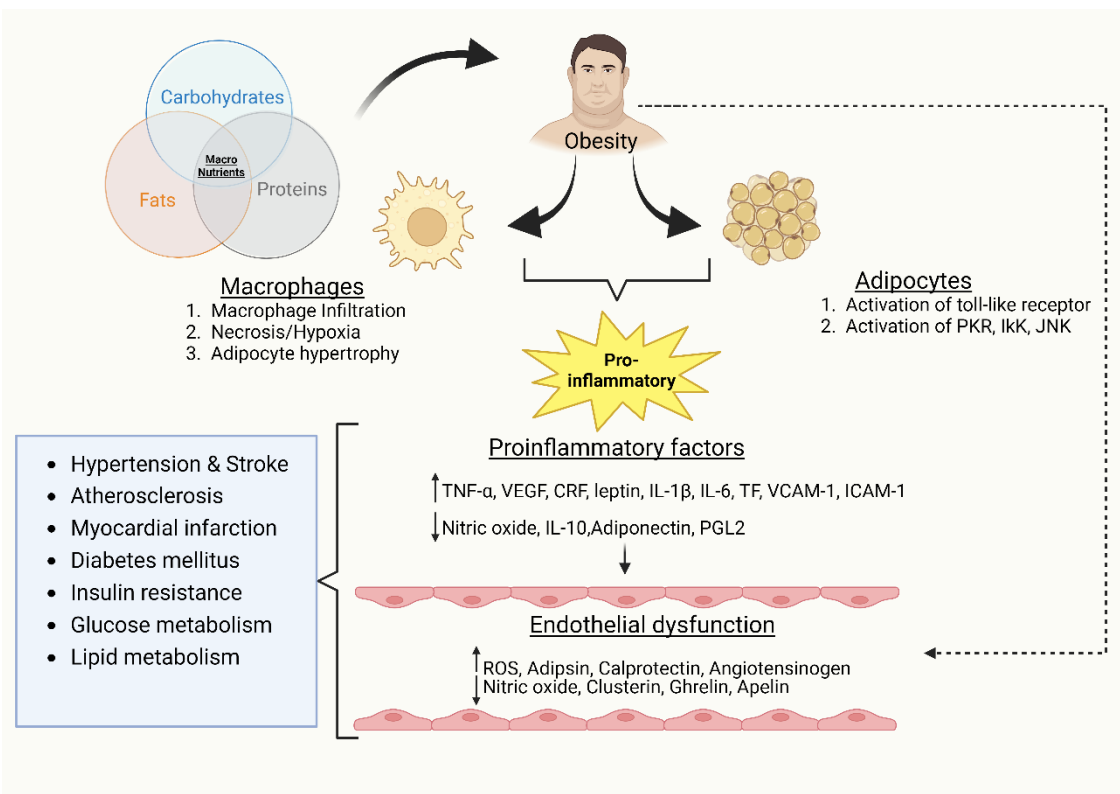 Carbohydrates
Macro
Nutrients
Fats
Proteins
Obesity
Macrophages
1. Macrophage Infiltration
2. Necrosis/Hypoxia
3. Adipocyte hypertrophy
Adipocytes
1. Activation of toll-like receptor
2. Activation of PKR, IkK, JNK
Pro-
inflammatory
Proinflammatory factors
TNF-α, VEGF, CRF, leptin, IL-1β, IL-6, TF, VCAM-1, ICAM-1
Nitric oxide, IL-10,Adiponectin, PGL2
Endothelial dysfunction
ROS, Adipsin, Calprotectin, Angiotensinogen
Nitric oxide, Clusterin, Ghrelin, Apelin
• Hypertension & Stroke
• Atherosclerosis
• Myocardial infarction
• Diabetes mellitus
• Insulin resistance
• Glucose metabolism
• Lipid metabolism